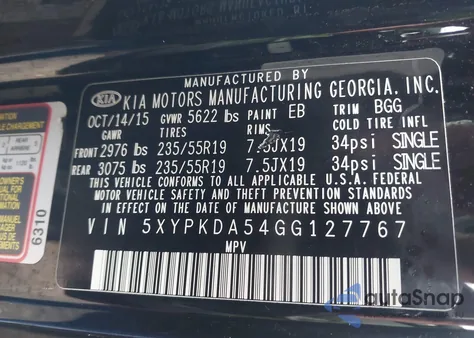 MANUFACTURED BY
KIA KIA MOTORS MANUFACTURING GEORGIA, INC.
OCT/14/15 GVWR 5622 lbs PAINT EB TRIM BGG
GAWR TIRES RIMS COLD TIRE INFL
FRONT 2976 lbs 235/55R19 7.5JX19 34psi SINGLE
REAR 3075 lbs 235/55R19 7.5JX19 34psi SINGLE
THIS VEHICLE CONFORMS TO ALL APPLICABLE U.S.A. FEDERAL
MOTOR VEHICLE SAFETY AND THEFT PREVENTION STANDARDS
IN EFFECT ON THE DATE OF MANUFACTURE SHOWN ABOVE.
VIN 5XYPKDA54GG127767
MPV
REAR
6310
autoSnap